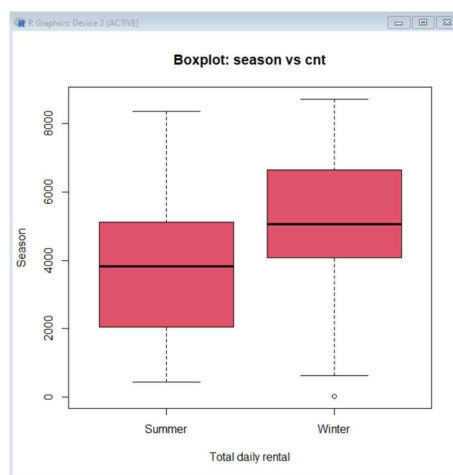 R Graphics: Device 2 (ACTIVE)
Boxplot: season vs cnt
8000
6000
Season
4000
2000
0
Summer Winter
Total daily rental